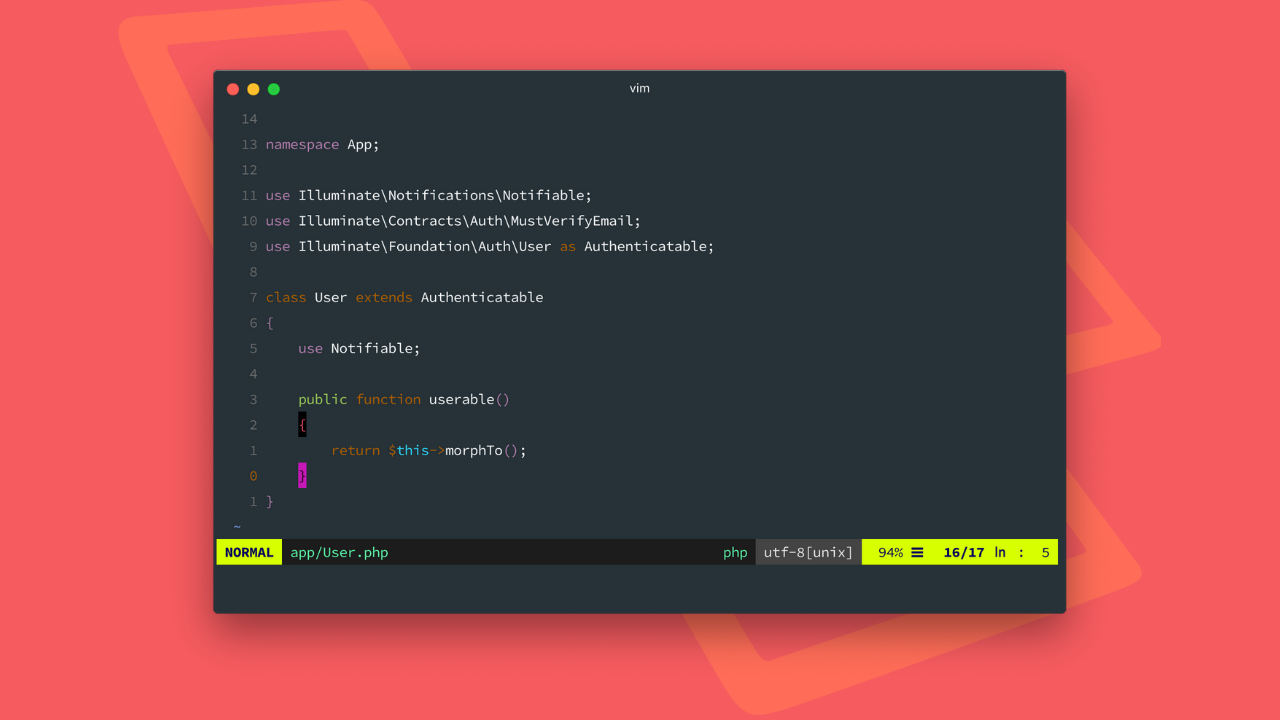 vim
14
13 namespace App;
12
11 use Illuminate\Notifications\Notifiable;
10 use Illuminate\Contracts\Auth\MustVerifyEmail;
9 use Illuminate\Foundation\Auth\User as Authenticatable;
8
7 class User extends Authenticatable
6 {
5     use Notifiable;
4
3     public function userable()
2     {
1         return $this->morphTo();
0     }
1 }
~
NORMAL app/User.php php utf-8[unix] 94% ☰ 16/17 ln : 5